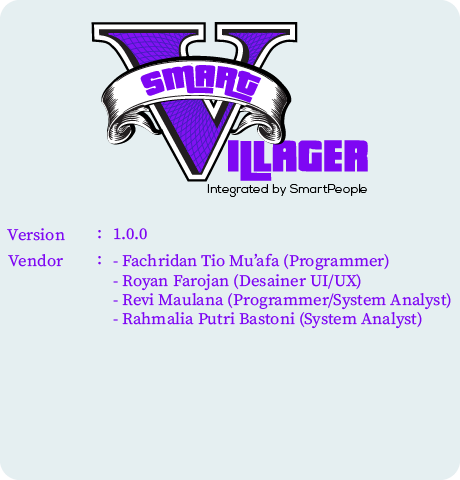 SMART
VILLAGER
Integrated by SmartPeople
Version : 1.0.0
Vendor : - Fachridan Tio Mu’afa (Programmer)
- Royan Farojan (Desainer UI/UX)
- Revi Maulana (Programmer/System Analyst)
- Rahmalia Putri Bastoni (System Analyst)